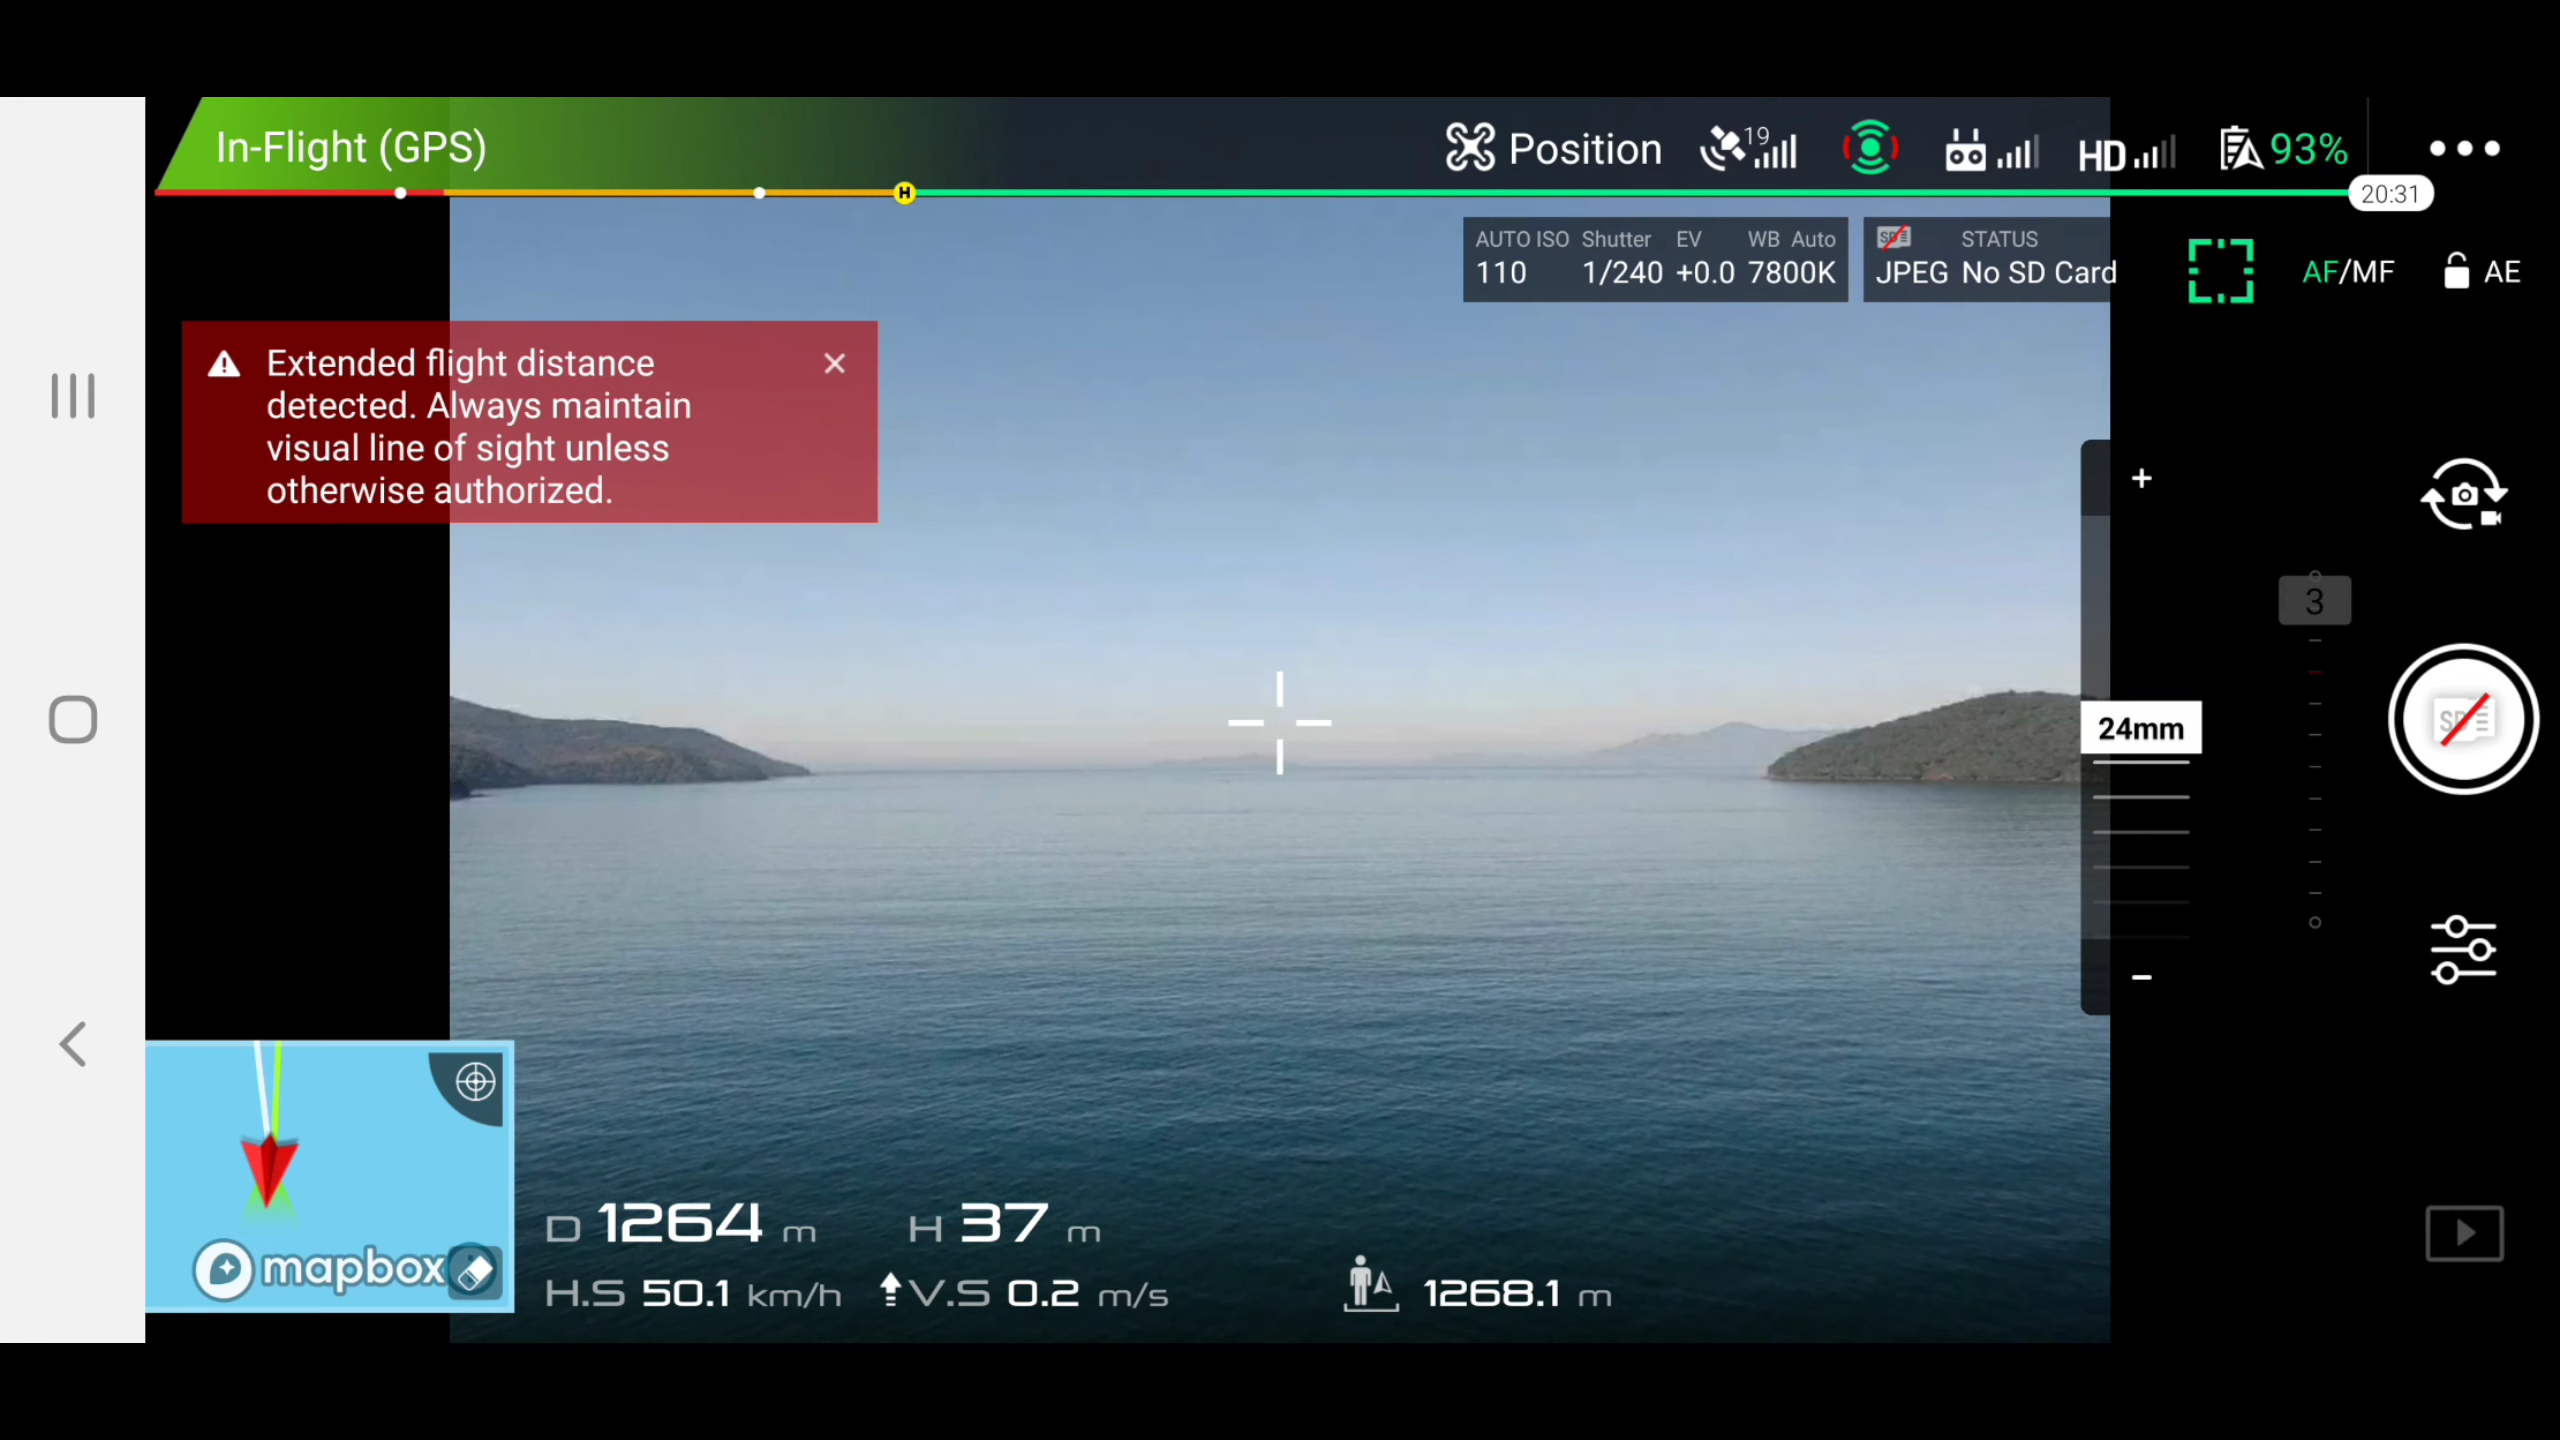 In-Flight (GPS)
Position
19
HD
93%
20:31
AUTO ISO Shutter EV WB Auto
110 1/240 +0.0 7800K
SD STATUS
JPEG No SD Card
AF/MF
AE
Extended flight distance
detected. Always maintain
visual line of sight unless
otherwise authorized.
H
+
3
24mm
SD
−
D 1264 m H 37 m
mapbox
H.S 50.1 km/h V.S 0.2 m/s 1268.1 m